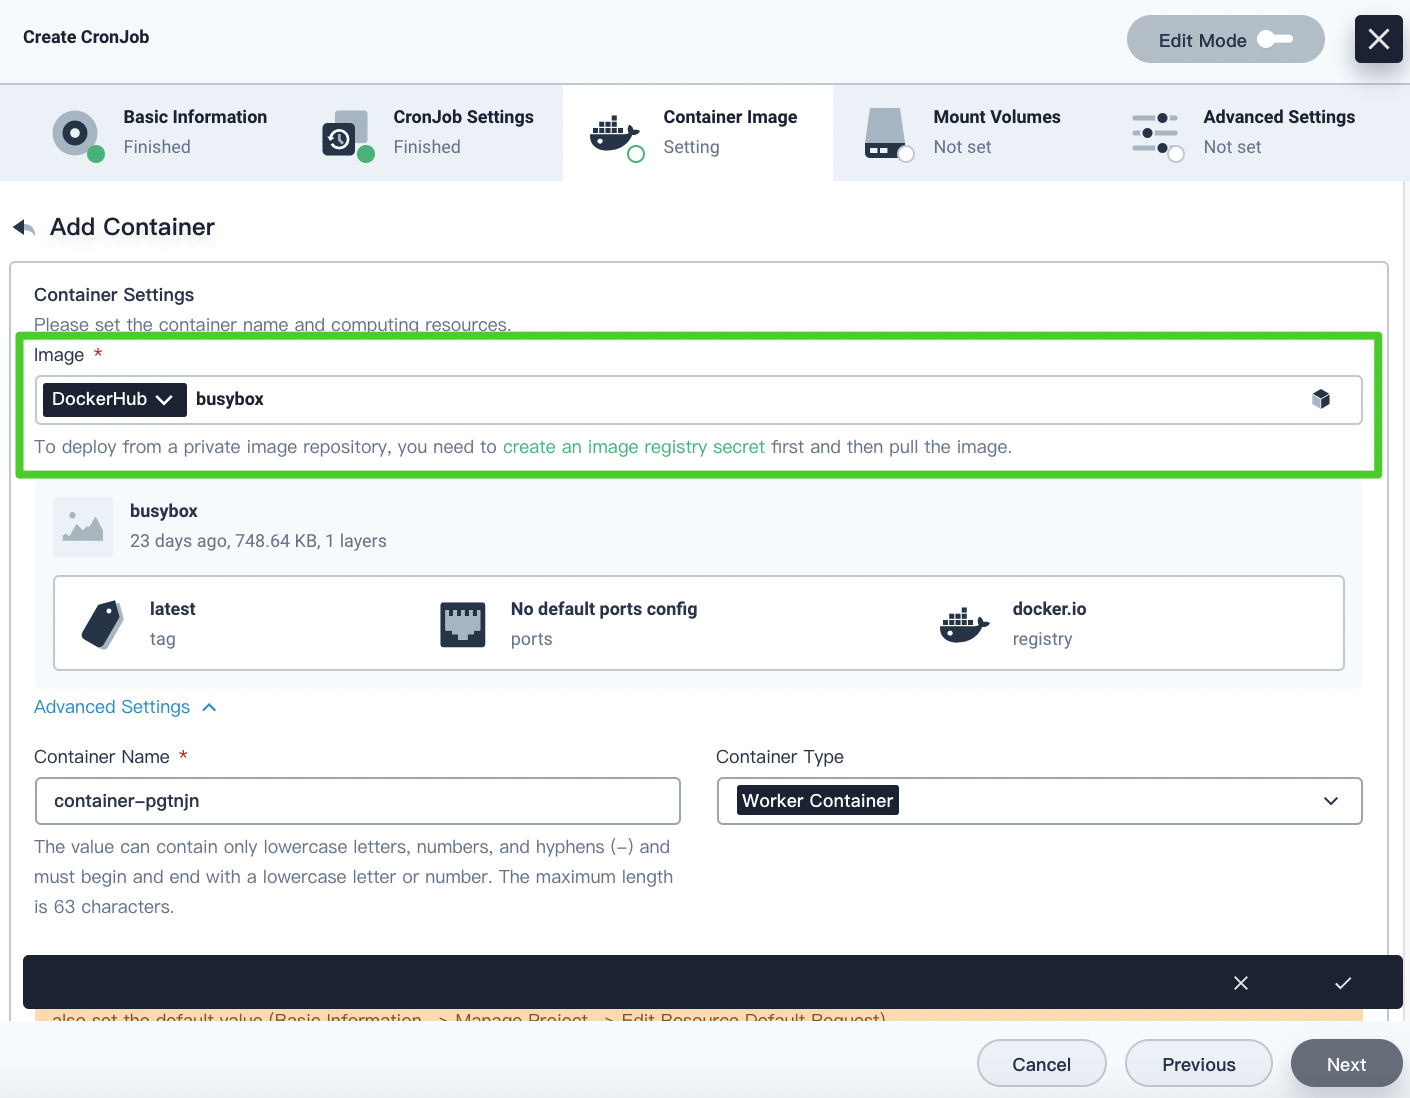 Create CronJob
Edit Mode
Basic Information
Finished
CronJob Settings
Finished
Container Image
Setting
Mount Volumes
Not set
Advanced Settings
Not set
Add Container
Container Settings
Please set the container name and computing resources.
Image *
DockerHub busybox
To deploy from a private image repository, you need to create an image registry secret first and then pull the image.
busybox
23 days ago, 748.64 KB, 1 layers
latest
tag
No default ports config
ports
docker.io
registry
Advanced Settings
Container Name *
container-pgtnjn
The value can contain only lowercase letters, numbers, and hyphens (-) and
must begin and end with a lowercase letter or number. The maximum length
is 63 characters.
Container Type
Worker Container
also set the default value (Basic Information -> Manage Project -> Edit Resource Default Request)
Cancel
Previous
Next